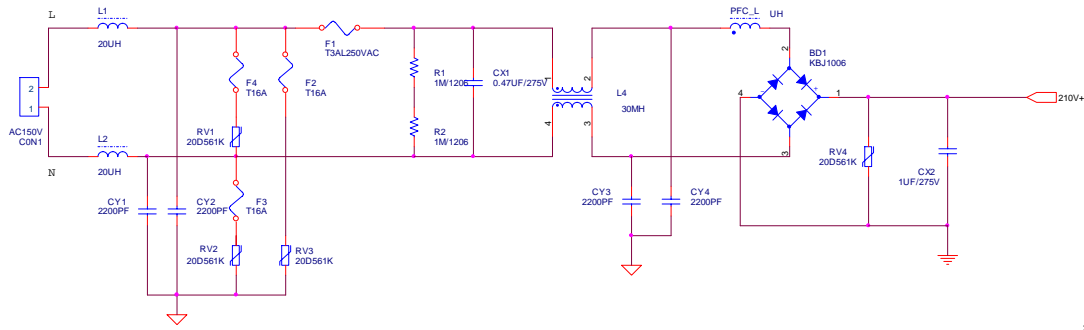 L
L1
20UH
F1
T3AL250VAC
PFC_L
UH
2
BD1
KBJ1006
2
1
AC150V
C0N1
F4
T16A
F2
T16A
R1
1M/1206
CX1
0.47UF/275V
1
2
L4
30MH
4
3
4
-
+
1
210V+
RV1
20D561K
R2
1M/1206
L2
20UH
N
3
RV4
20D561K
CX2
1UF/275V
CY1
2200PF
CY2
2200PF
F3
T16A
CY3
2200PF
CY4
2200PF
RV2
20D561K
RV3
20D561K